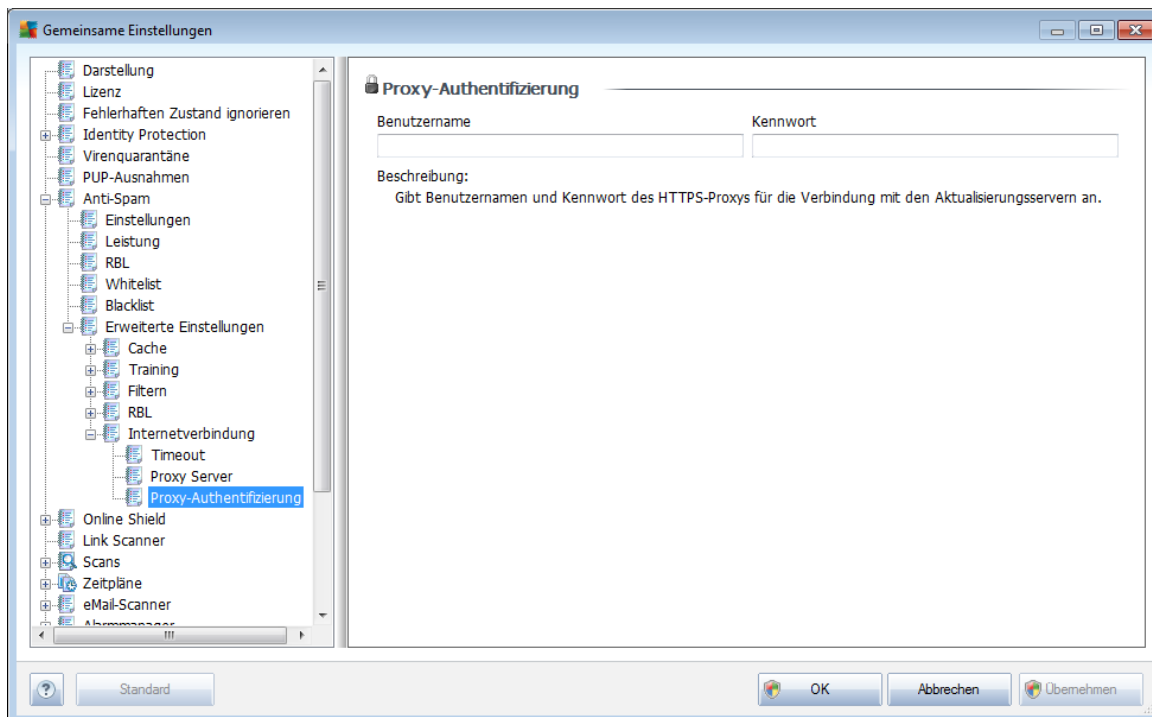 Gemeinsame Einstellungen
Darstellung
Lizenz
Fehlerhaften Zustand ignorieren
Identity Protection
Virenquarantäne
PUP-Ausnahmen
Anti-Spam
Einstellungen
Leistung
RBL
Whitelist
Blacklist
Erweiterte Einstellungen
Cache
Training
Filtern
RBL
Internetverbindung
Timeout
Proxy Server
Proxy-Authentifizierung
Online Shield
Link Scanner
Scans
Zeitpläne
eMail-Scanner
Proxy-Authentifizierung
Benutzername Kennwort
Beschreibung:
Gibt Benutzernamen und Kennwort des HTTPS-Proxys für die Verbindung mit den Aktualisierungsservern an.
? Standard OK Abbrechen Übernehmen